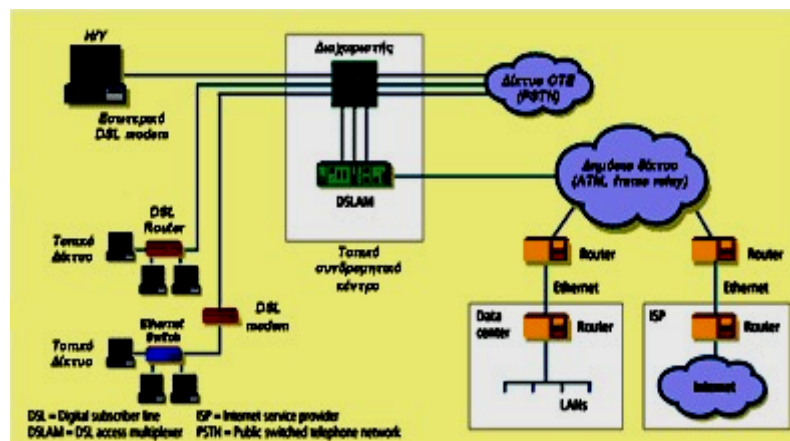 Η/Υ
Εσωτερικό
DSL modem
Διαχωριστής
Δίκτυο ΟΤΕ
(PSTN)
Δημόσιο δίκτυο
(ATM, frame relay)
DSLAM
Τοπικό
συνδρομητικό
κέντρο
DSL
Router
Τοπικό
Δίκτυο
DSL
modem
Ethernet
Switch
Τοπικό
Δίκτυο
Router
Router
Ethernet
Ethernet
Data
center
Router
LANs
ISP
Router
Internet
DSL = Digital subscriber line
ISP = Internet service provider
DSLAM = DSL access multiplexer
PSTN = Public switched telephone network